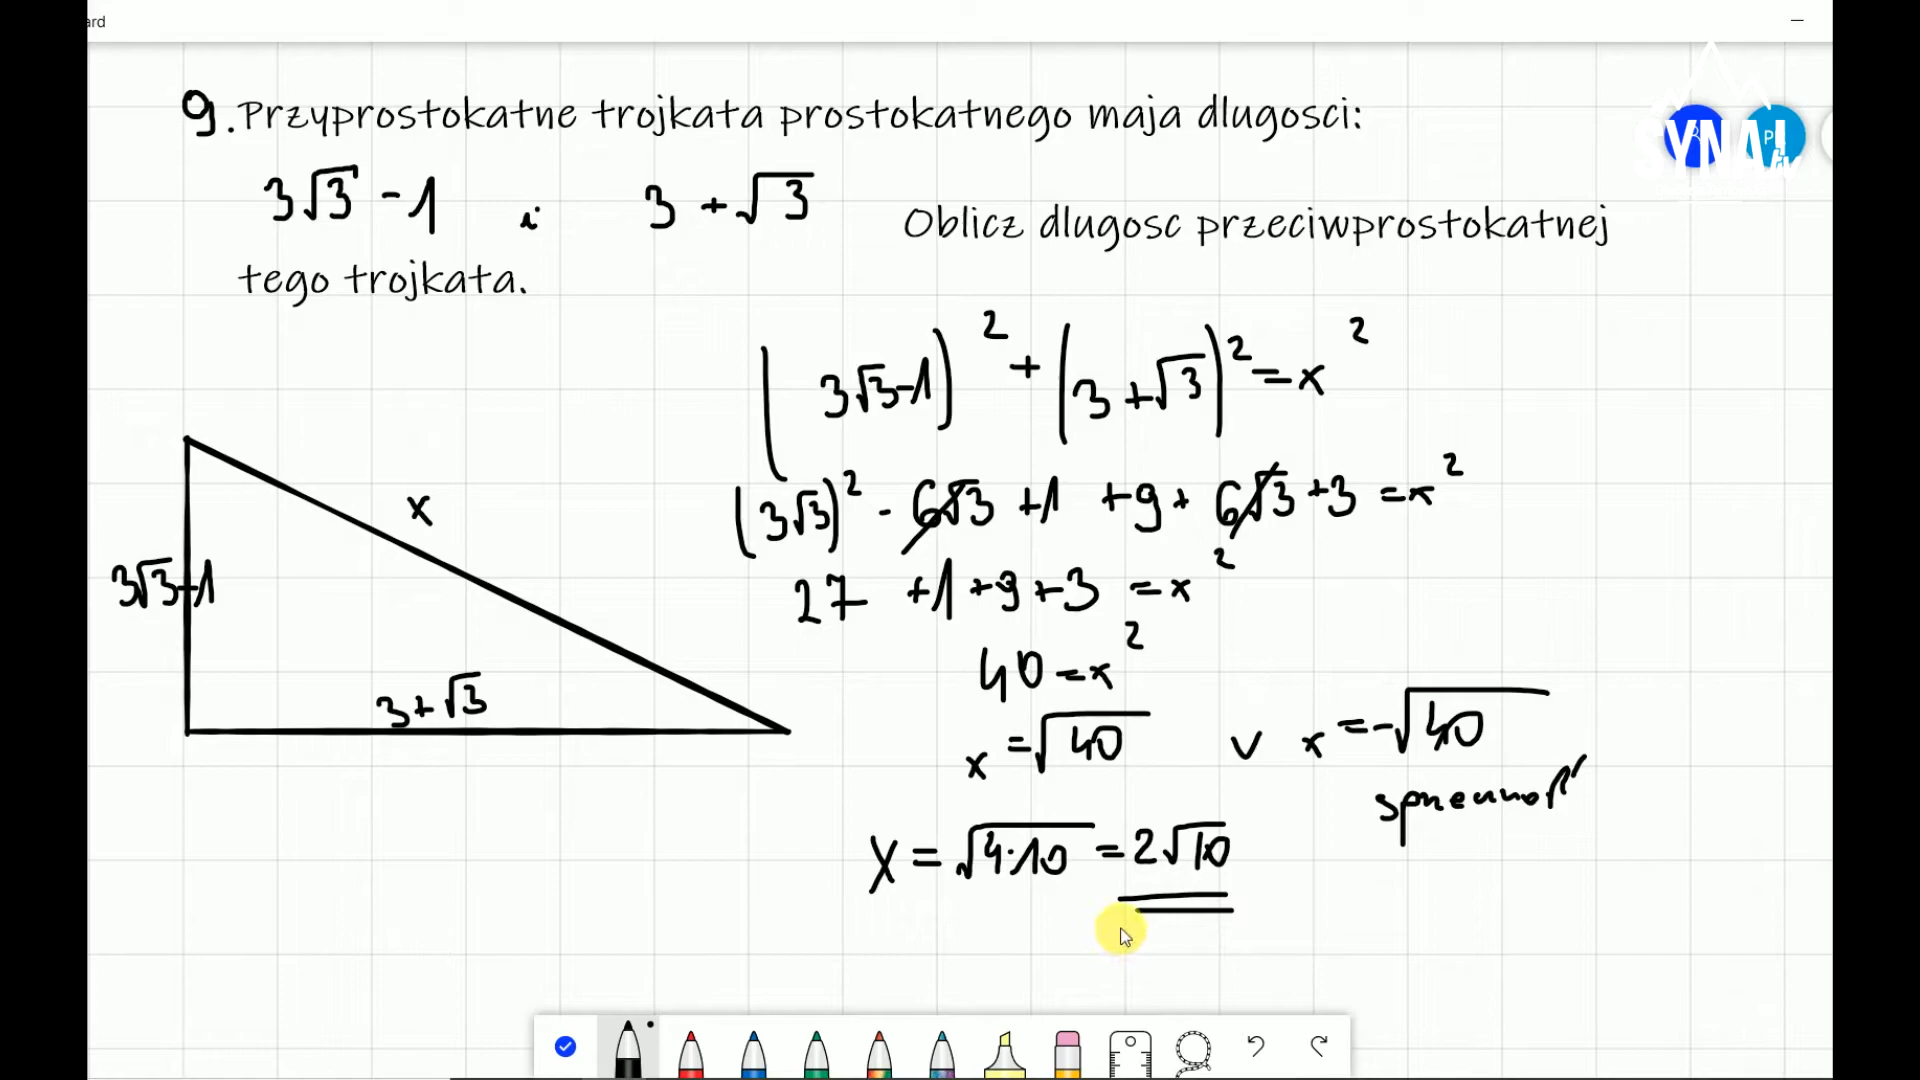 ard
9. Przyprostokatne trojkata prostokatnego maja dlugosci:
3√3 - 1 i 3 + √3 Oblicz dlugosc przeciwprostokatnej
tego trojkata.
(3√3-1)² + (3+√3)² = x²
(3√3)² - 6√3 +1 +9+ 6√3 +3 = x²
27 +1+9+3 = x²
40 = x²
x = √40 v x = -√40
X = √4·10 = 2√10
x
3√3-1
3+√3
SYNAJ